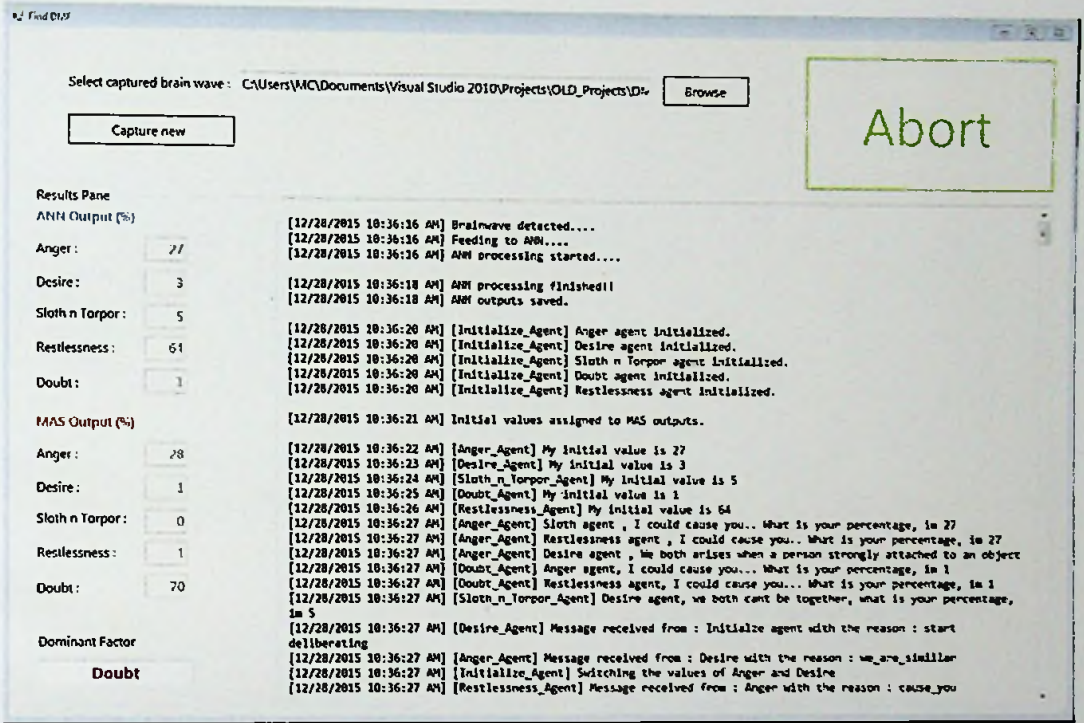 Select captured brain wave : C:\Users\MC\Documents\Visual Studio 2010\Projects\OLD_Projects\
Browse
Capture new
Abort
Results Pane
ANN Output (%)
Anger : 27
Desire : 3
Sloth n Torpor : 5
Restlessness :
Doubt : 1
MAS Output (%)
Anger : 28
Desire : 1
Sloth n Torpor : 0
Restlessness : 1
Doubt : 70
Dominant Factor
Doubt
[12/28/2015 10:36:16 AM] Brainwave detected....
[12/28/2015 10:36:16 AM] Feeding to ANN....
[12/28/2015 10:36:16 AM] ANN processing started....
[12/28/2015 10:36:18 AM] ANN processing finished!!
[12/28/2015 10:36:18 AM] ANN outputs saved.
[12/28/2015 10:36:20 AM] [Initialize_Agent] Anger agent initialized.
[12/28/2015 10:36:20 AM] [Initialize_Agent] Desire agent initialized.
[12/28/2015 10:36:20 AM] [Initialize_Agent] Sloth n Torpor agent initialized.
[12/28/2015 10:36:20 AM] [Initialize_Agent] Doubt agent initialized.
[12/28/2015 10:36:20 AM] [Initialize_Agent] Restlessness agent initialized.
[12/28/2015 10:36:21 AM] Initial values assigned to MAS outputs.
[12/28/2015 10:36:22 AM] [Anger_Agent] My initial value is 27
[12/28/2015 10:36:23 AM] [Desire_Agent] My initial value is 3
[12/28/2015 10:36:24 AM] [Sloth_n_Torpor_Agent] My initial value is 5
[12/28/2015 10:36:25 AM] [Doubt_Agent] My initial value is 1
[12/28/2015 10:36:26 AM] [Restlessness_Agent] My initial value is 64
[12/28/2015 10:36:27 AM] [Anger_Agent] Sloth agent , I could cause you.. What is your percentage, im 27
[12/28/2015 10:36:27 AM] [Anger_Agent] Restlessness agent , I could cause you.. What is your percentage, im 27
[12/28/2015 10:36:27 AM] [Anger_Agent] Desire agent , We both arises when a person strongly attached to an object
[12/28/2015 10:36:27 AM] [Doubt_Agent] Anger agent, I could cause you... What is your percentage, im 1
[12/28/2015 10:36:27 AM] [Doubt_Agent] Restlessness agent, I could cause you... What is your percentage, im 1
[12/28/2015 10:36:27 AM] [Sloth_n_Torpor_Agent] Desire agent, we both cant be together, what is your percentage,
im 5
[12/28/2015 10:36:27 AM] [Desire_Agent] Message received from : Initialze agent with the reason : start
deliberating
[12/28/2015 10:36:27 AM] [Anger_Agent] Message received from : Desire with the reason : we_are_simillar
[12/28/2015 10:36:27 AM] [Initialize_Agent] Switching the values of Anger and Desire
[12/28/2015 10:36:27 AM] [Restlessness_Agent] Message received from : Anger with the reason : cause_you